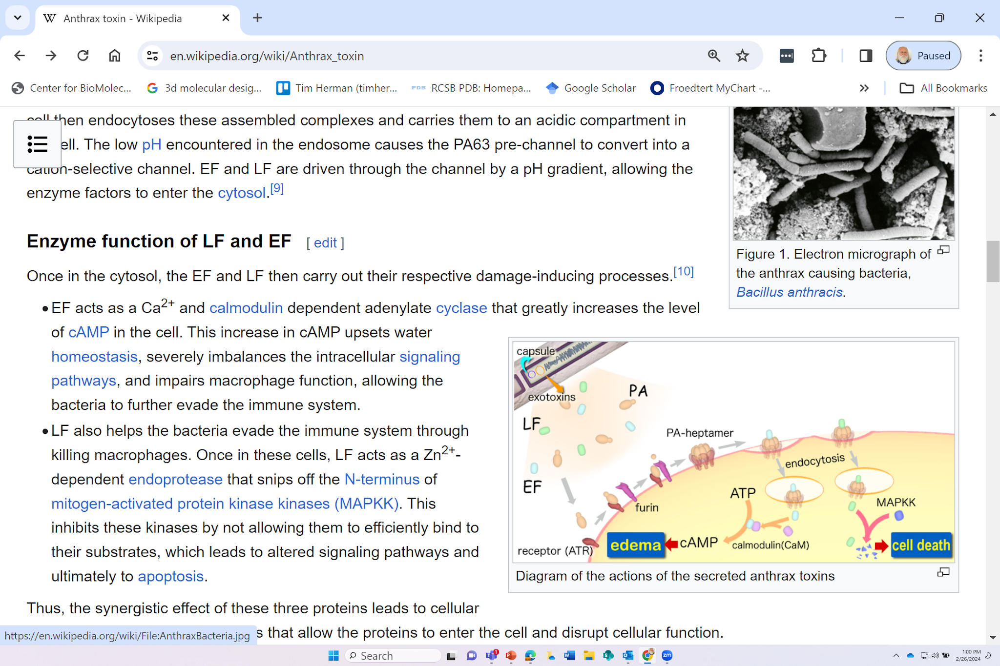 Anthrax toxin - Wikipedia
en.wikipedia.org/wiki/Anthrax_toxin
Paused
Center for BioMolec...
3d molecular desig...
Tim Herman (timher...
PDB RCSB PDB: Homepa...
Google Scholar
Froedtert MyChart -...
All Bookmarks
cell then endocytoses these assembled complexes and carries them to an acidic compartment in
ell. The low pH encountered in the endosome causes the PA63 pre-channel to convert into a
cation-selective channel. EF and LF are driven through the channel by a pH gradient, allowing the
enzyme factors to enter the cytosol.[9]
Enzyme function of LF and EF [ edit ]
Once in the cytosol, the EF and LF then carry out their respective damage-inducing processes.[10]
• EF acts as a Ca2+ and calmodulin dependent adenylate cyclase that greatly increases the level
of cAMP in the cell. This increase in cAMP upsets water
homeostasis, severely imbalances the intracellular signaling
pathways, and impairs macrophage function, allowing the
bacteria to further evade the immune system.
• LF also helps the bacteria evade the immune system through
killing macrophages. Once in these cells, LF acts as a Zn2+-
dependent endoprotease that snips off the N-terminus of
mitogen-activated protein kinase kinases (MAPKK). This
inhibits these kinases by not allowing them to efficiently bind to
their substrates, which leads to altered signaling pathways and
ultimately to apoptosis.
Thus, the synergistic effect of these three proteins leads to cellular
s that allow the proteins to enter the cell and disrupt cellular function.
Figure 1. Electron micrograph of
the anthrax causing bacteria,
Bacillus anthracis.
capsule
exotoxins
PA
LF
PA-heptamer
endocytosis
EF
ATP
furin
MAPKK
receptor (ATR)
edema
cAMP
calmodulin(CaM)
cell death
Diagram of the actions of the secreted anthrax toxins
https://en.wikipedia.org/wiki/File:AnthraxBacteria.jpg
Search
1
zm
1:00 PM
2/26/2024